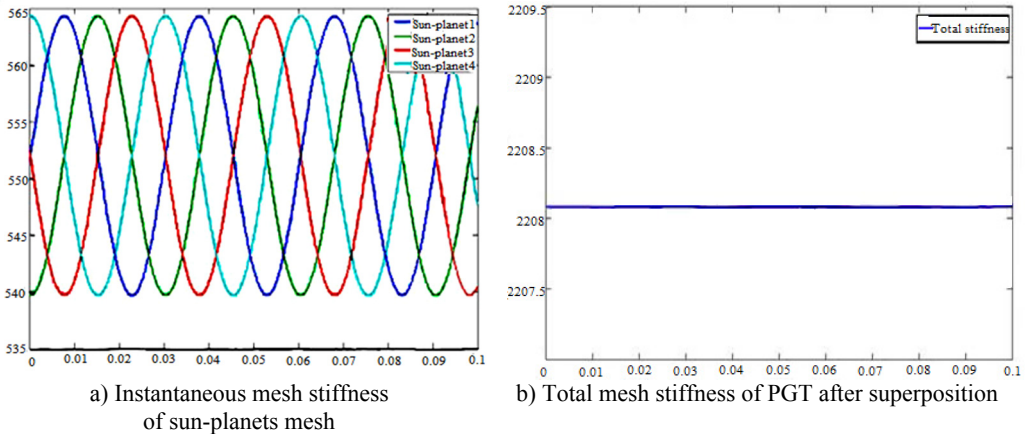 565
560
555
550
545
540
535
0 0.01 0.02 0.03 0.04 0.05 0.06 0.07 0.08 0.09 0.1
Sun-planet1
Sun-planet2
Sun-planet3
Sun-planet4
a) Instantaneous mesh stiffness
of sun-planets mesh
2209.5
2209
2208.5
2208
2207.5
0 0.01 0.02 0.03 0.04 0.05 0.06 0.07 0.08 0.09 0.1
Total stiffness
b) Total mesh stiffness of PGT after superposition